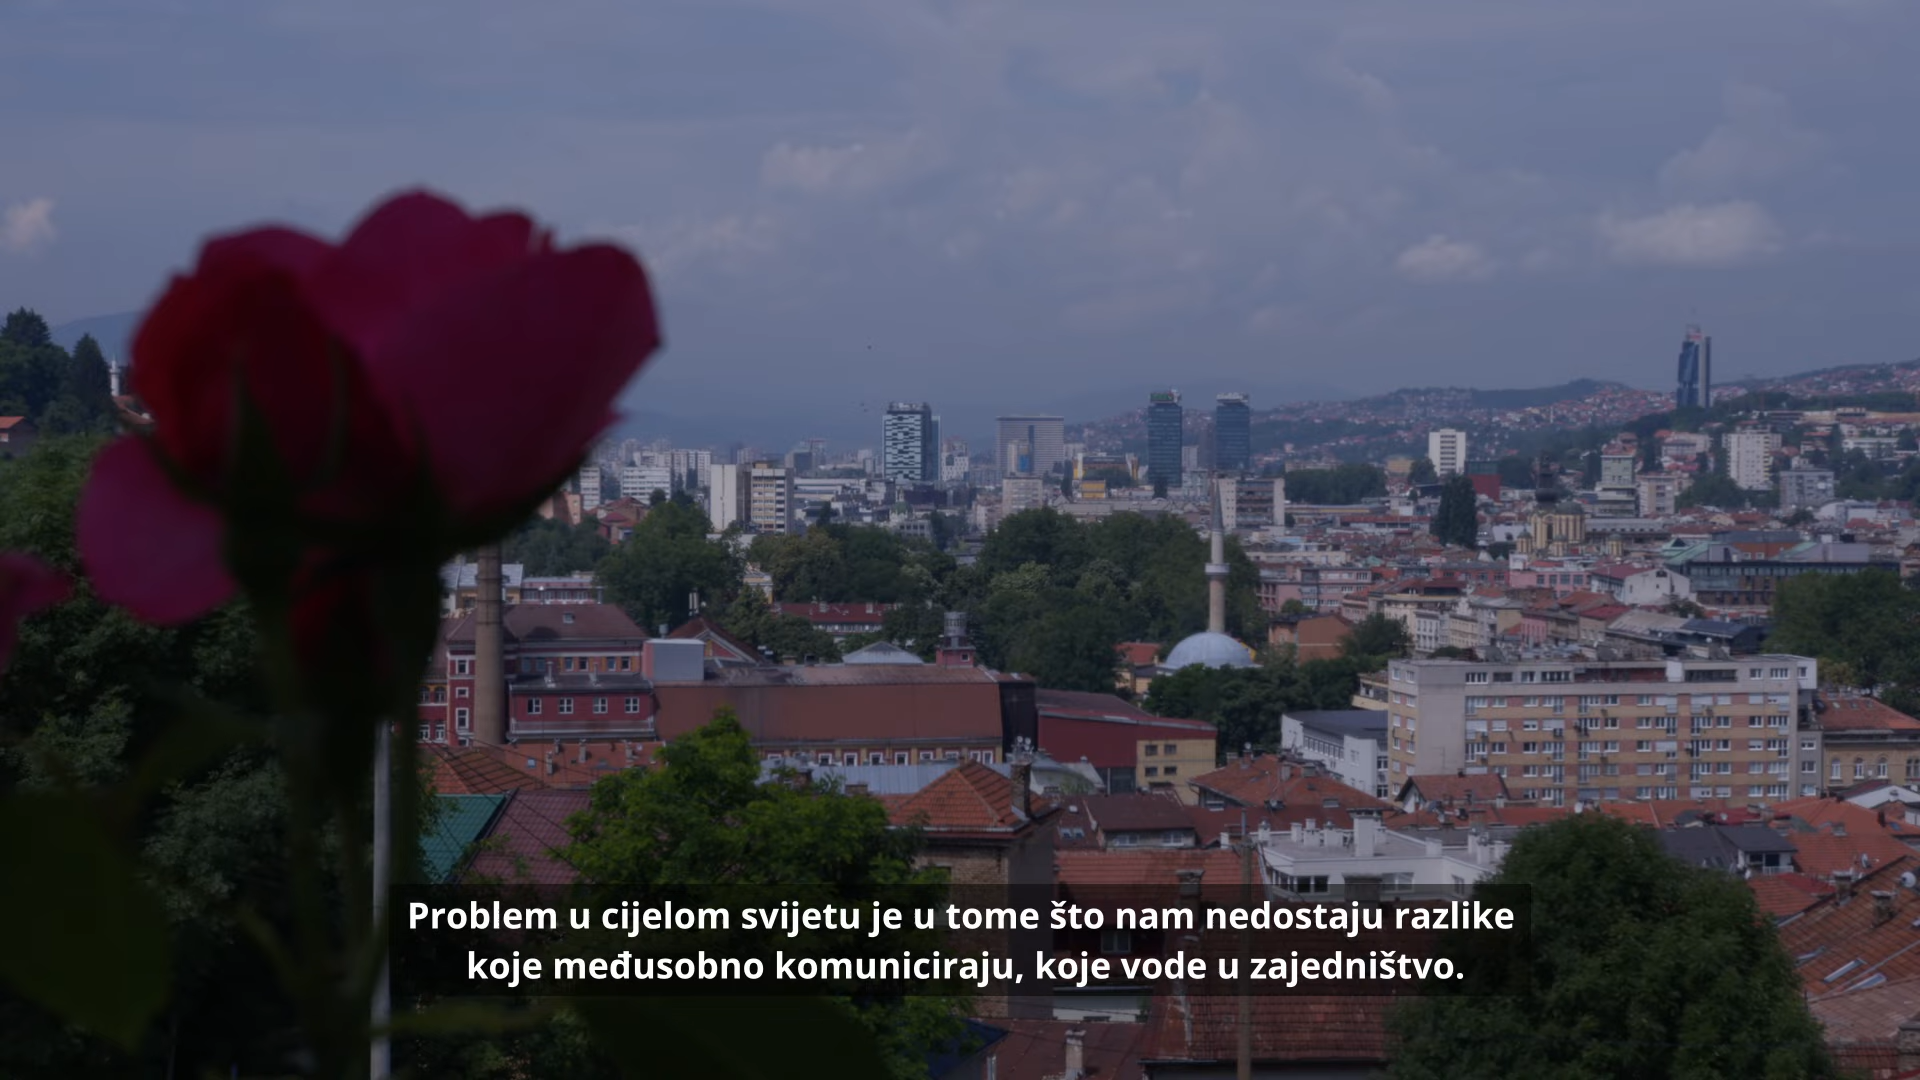 Problem u cijelom svijetu je u tome što nam nedostaju razlike
koje međusobno komuniciraju, koje vode u zajedništvo.